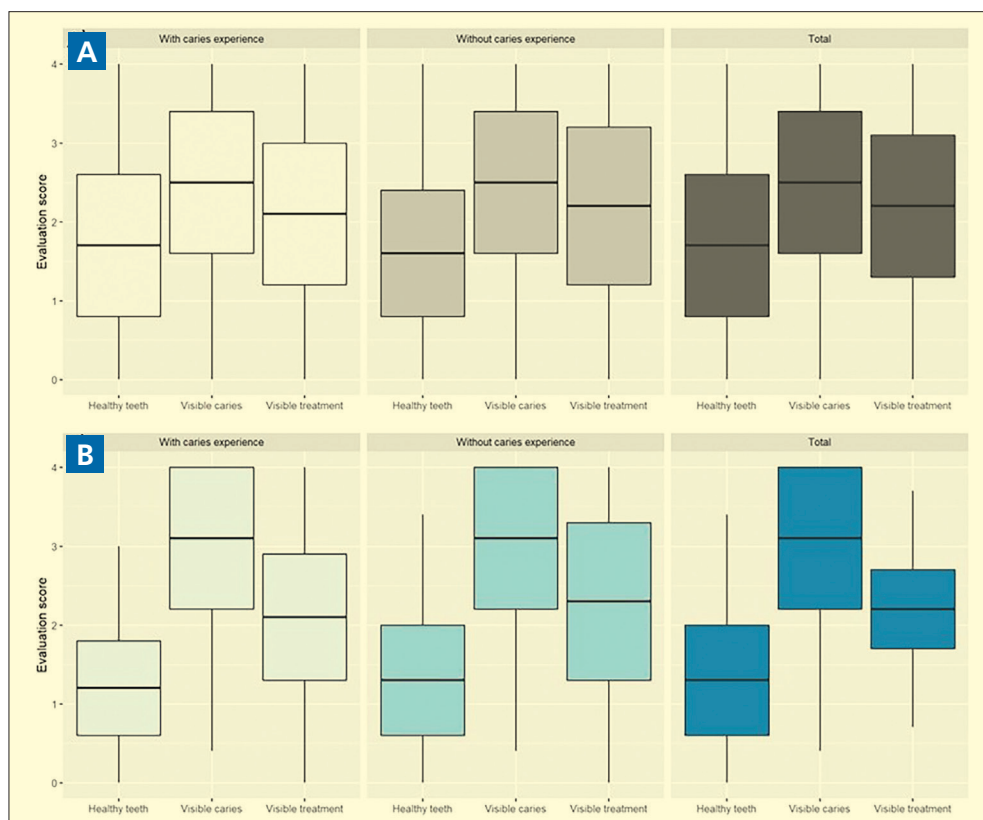 A
With caries experience
Without caries experience
Total
Evaluation score
4
3
2
1
0
Healthy teeth
Visible caries
Visible treatment
Healthy teeth
Visible caries
Visible treatment
Healthy teeth
Visible caries
Visible treatment
B
With caries experience
Without caries experience
Total
Evaluation score
4
3
2
1
0
Healthy teeth
Visible caries
Visible treatment
Healthy teeth
Visible caries
Visible treatment
Healthy teeth
Visible caries
Visible treatment